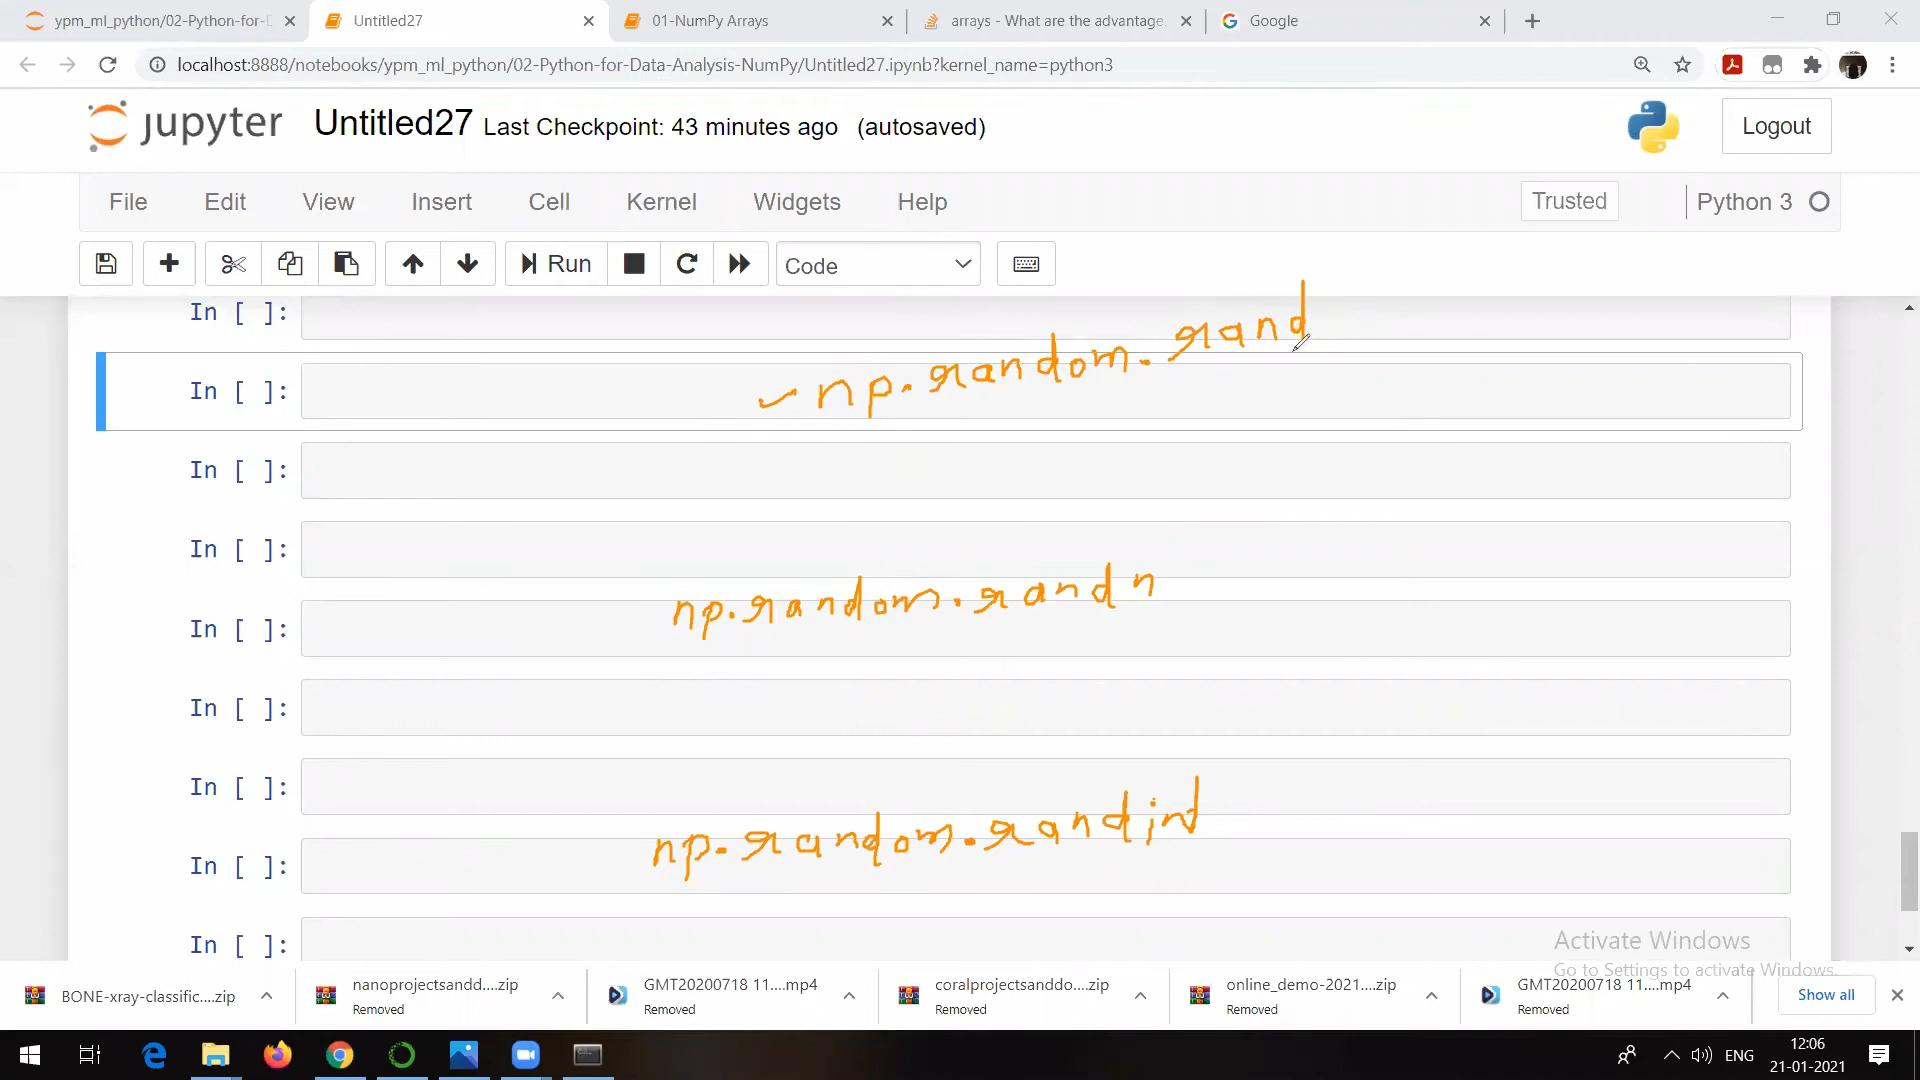 ypm_ml_python/02-Python-for-D
Untitled27
01-NumPy Arrays
arrays - What are the advantage
Google
localhost:8888/notebooks/ypm_ml_python/02-Python-for-Data-Analysis-NumPy/Untitled27.ipynb?kernel_name=python3
jupyter Untitled27 Last Checkpoint: 43 minutes ago (autosaved)
Logout
File Edit View Insert Cell Kernel Widgets Help
Trusted
Python 3
Run
Code
In [ ]:
np.random.rand
In [ ]:
In [ ]:
In [ ]:
np.random.randn
In [ ]:
In [ ]:
In [ ]:
np.random.randint
In [ ]:
In [ ]:
Activate Windows
Go to Settings to activate Windows.
BONE-xray-classific....zip
nanoprojectsandd....zip
Removed
GMT20200718 11....mp4
Removed
coralprojectsanddo....zip
Removed
online_demo-2021....zip
Removed
GMT20200718 11....mp4
Removed
Show all
ENG
12:06
21-01-2021